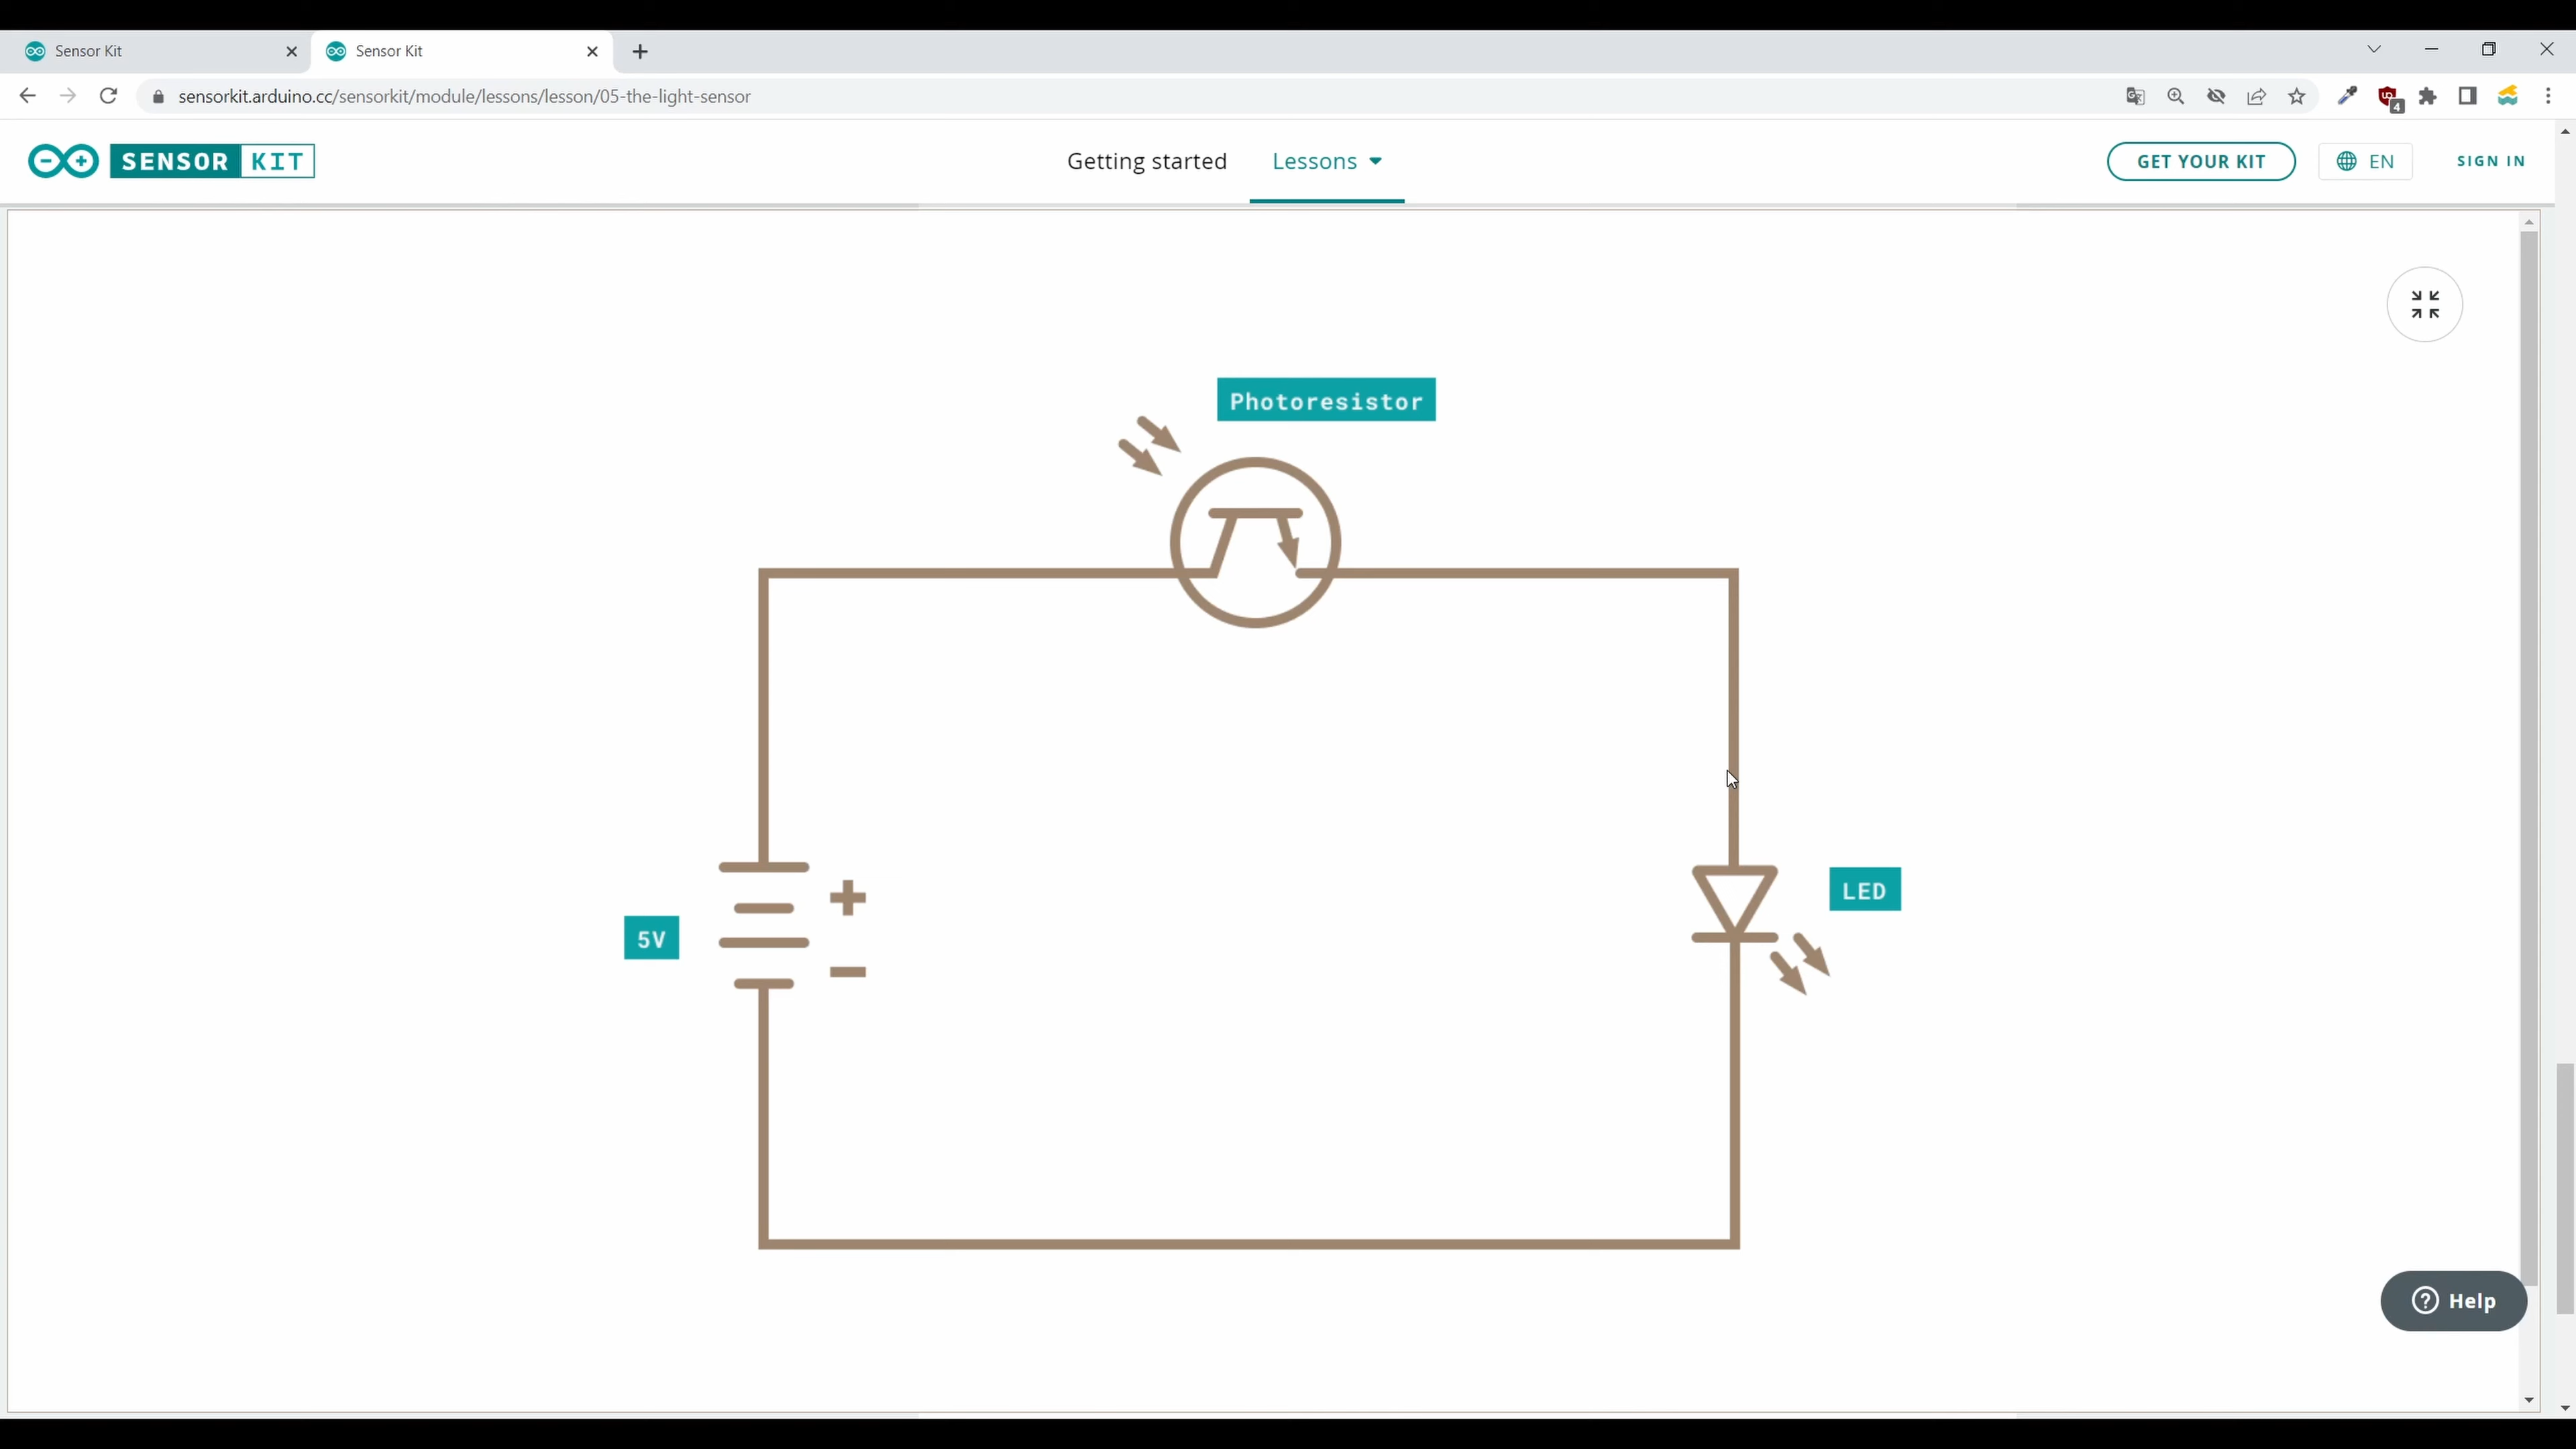 Sensor Kit
Sensor Kit
sensorkit.arduino.cc/sensorkit/module/lessons/lesson/05-the-light-sensor
4
SENSOR KIT
Getting started
Lessons
GET YOUR KIT
EN
SIGN IN
Photoresistor
LED
5V
Help